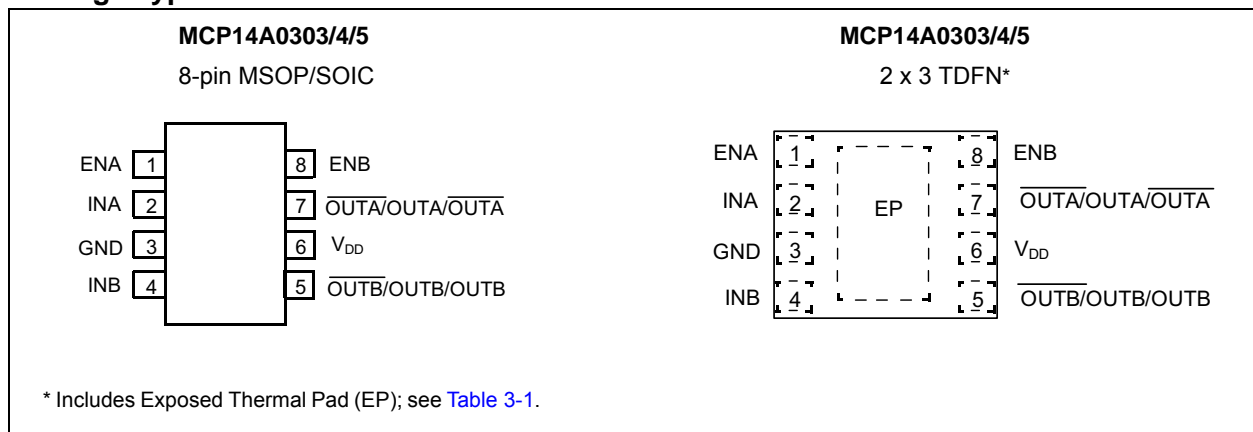 MCP14A0303/4/5
8-pin MSOP/SOIC
ENA 1
8 ENB
INA 2
7 OUTA/OUTA/OUTA
GND 3
6 VDD
INB 4
5 OUTB/OUTB/OUTB
MCP14A0303/4/5
2 x 3 TDFN*
ENA 1
8 ENB
INA 2
EP
7 OUTA/OUTA/OUTA
GND 3
6 VDD
INB 4
5 OUTB/OUTB/OUTB
* Includes Exposed Thermal Pad (EP); see Table 3-1.